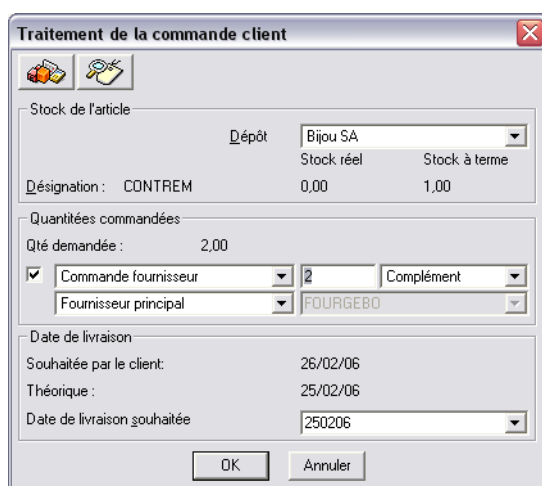 Traitement de la commande client
Stock de l'article
Dépôt Bijou SA
Stock réel Stock à terme
Désignation : CONTREM 0,00 1,00
Quantitées commandées
Qté demandée : 2,00
Commande fournisseur 2 Complément
Fournisseur principal FOURGEBO
Date de livraison
Souhaitée par le client: 26/02/06
Théorique : 25/02/06
Date de livraison souhaitée 250206
OK Annuler